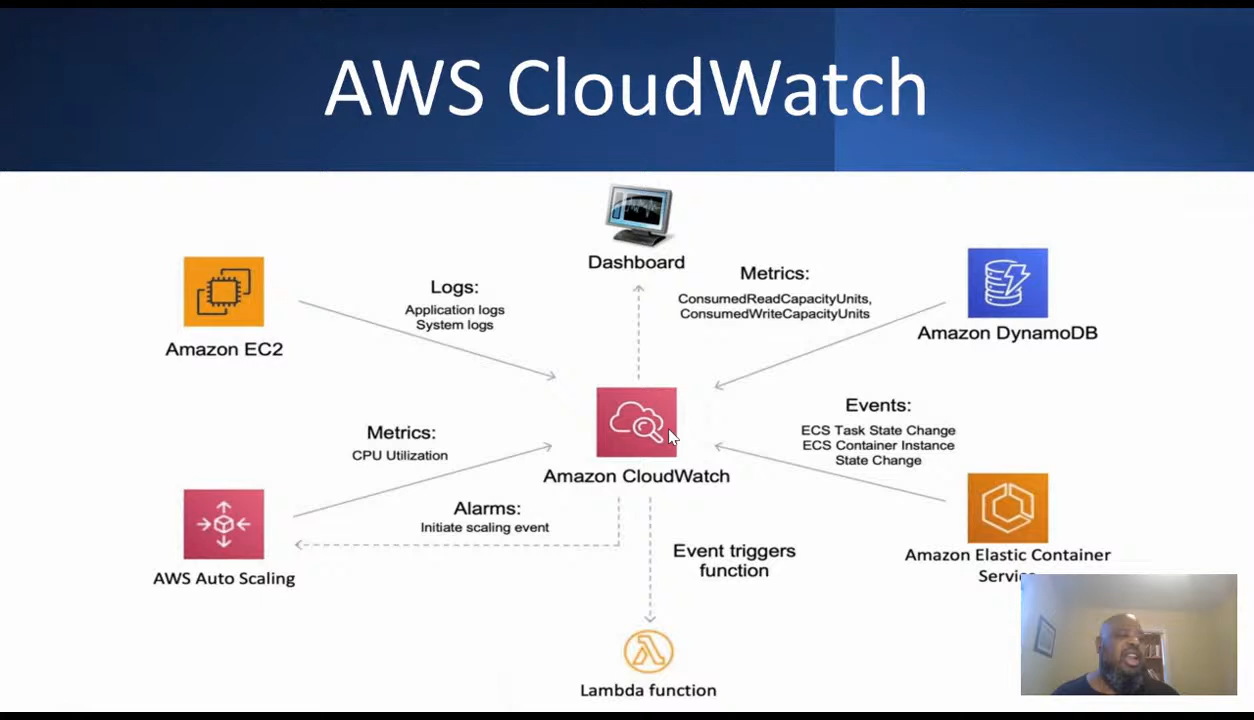 AWS CloudWatch
Dashboard
Logs:
Application logs
System logs
Metrics:
ConsumedReadCapacityUnits,
ConsumedWriteCapacityUnits
Amazon EC2
Amazon DynamoDB
Metrics:
CPU Utilization
Events:
ECS Task State Change
ECS Container Instance
State Change
Amazon CloudWatch
Alarms:
Initiate scaling event
AWS Auto Scaling
Event triggers
function
Amazon Elastic Container
Service
Lambda function